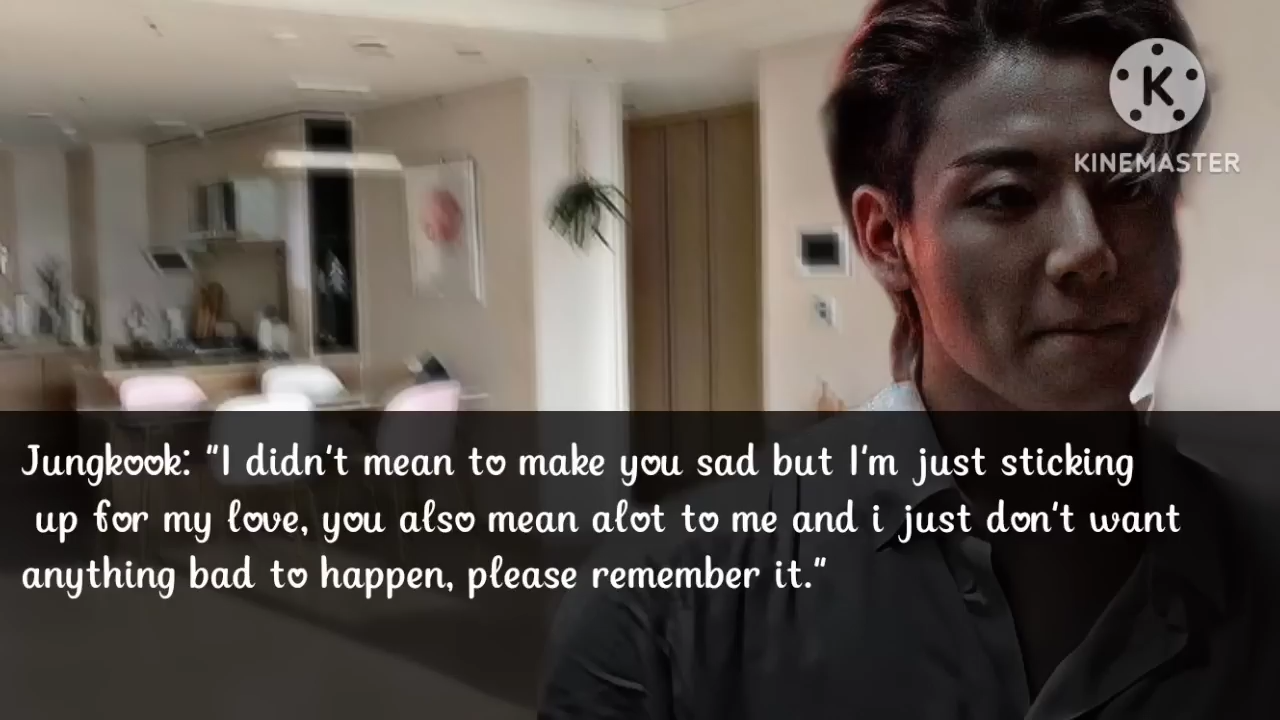 K
KINEMASTER
Jungkook: "I didn't mean to make you sad but I'm just sticking
up for my love, you also mean alot to me and i just don't want
anything bad to happen, please remember it."